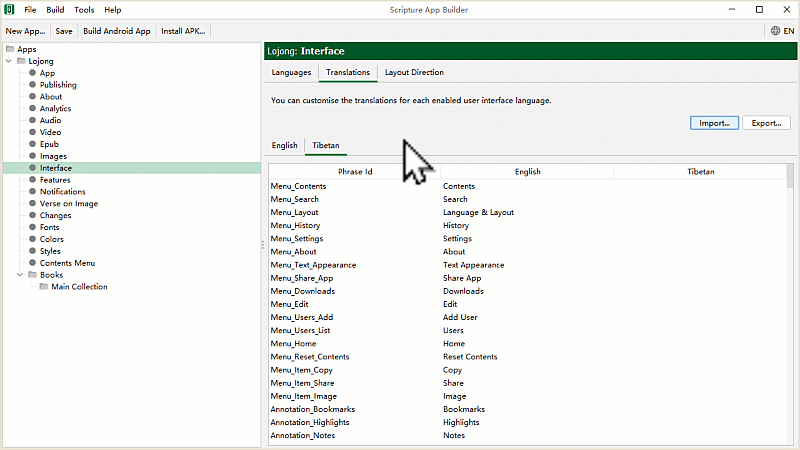 File Build Tools Help Scripture App Builder
New App... Save Build Android App Install APK... EN
Apps
Lojong
App
Publishing
About
Analytics
Audio
Video
Epub
Images
Interface
Features
Notifications
Verse on Image
Changes
Fonts
Colors
Styles
Contents Menu
Books
Main Collection
Lojong: Interface
Languages Translations Layout Direction
You can customise the translations for each enabled user interface language.
Import... Export...
English Tibetan
Phrase Id English Tibetan
Menu_Contents Contents
Menu_Search Search
Menu_Layout Language & Layout
Menu_History History
Menu_Settings Settings
Menu_About About
Menu_Text_Appearance Text Appearance
Menu_Share_App Share App
Menu_Downloads Downloads
Menu_Edit Edit
Menu_Users_Add Add User
Menu_Users_List Users
Menu_Home Home
Menu_Reset_Contents Reset Contents
Menu_Item_Copy Copy
Menu_Item_Share Share
Menu_Item_Image Image
Annotation_Bookmarks Bookmarks
Annotation_Highlights Highlights
Annotation_Notes Notes